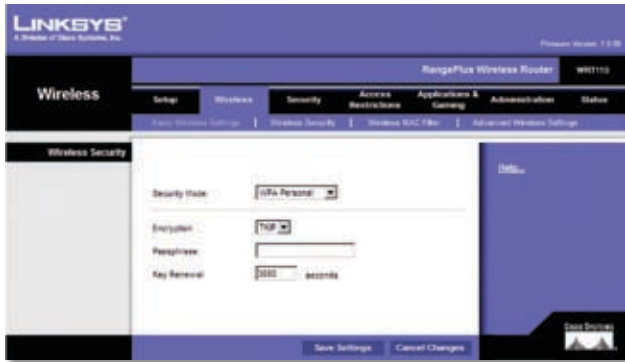 LINKSYS®
A Division of Cisco Systems, Inc.
Firmware Version: 1.0.00
RangePlus Wireless Router
WRT110
Wireless
Setup
Wireless
Security
Access Restrictions
Applications & Gaming
Administration
Status
Basic Wireless Settings | Wireless Security | Wireless MAC Filter | Advanced Wireless Settings
Wireless Security
Security Mode:
WPA Personal
Help...
Encryption:
TKIP
Passphrase:
Key Renewal:
3600 seconds
Save Settings
Cancel Changes
CISCO SYSTEMS